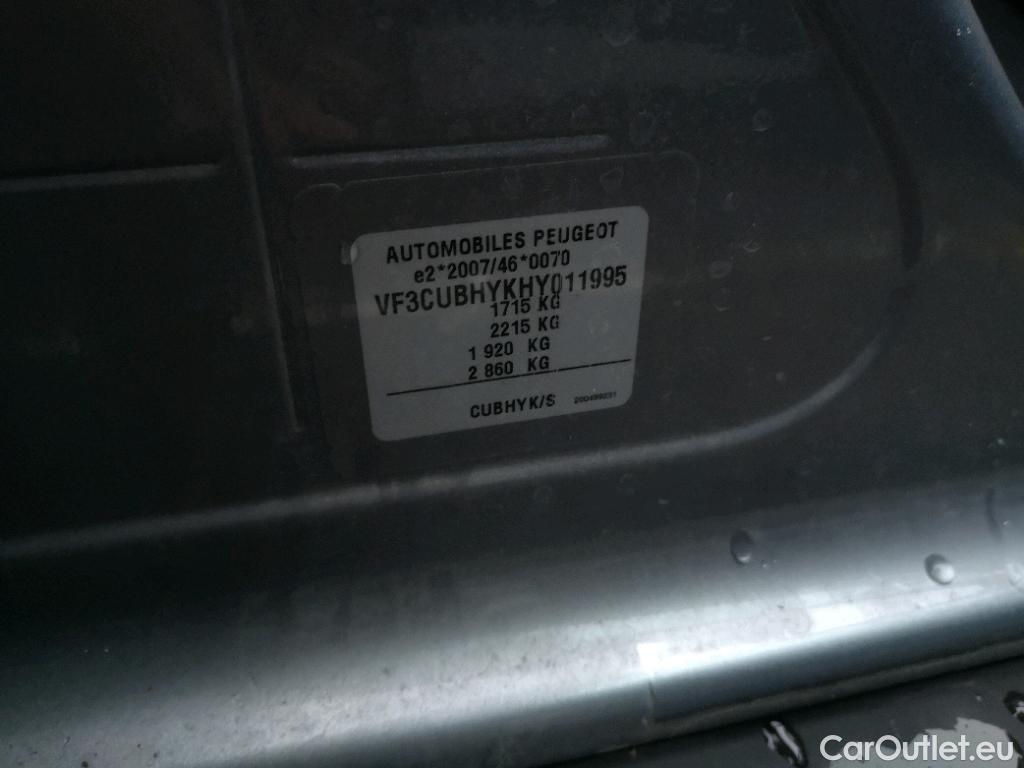 AUTOMOBILES PEUGEOT
e2*2007/46*0070
VF3CUBHYKHY011995
1715 KG
2215 KG
1 920 KG
2 860 KG
CUBHYK/S 200499231
CarOutlet.eu